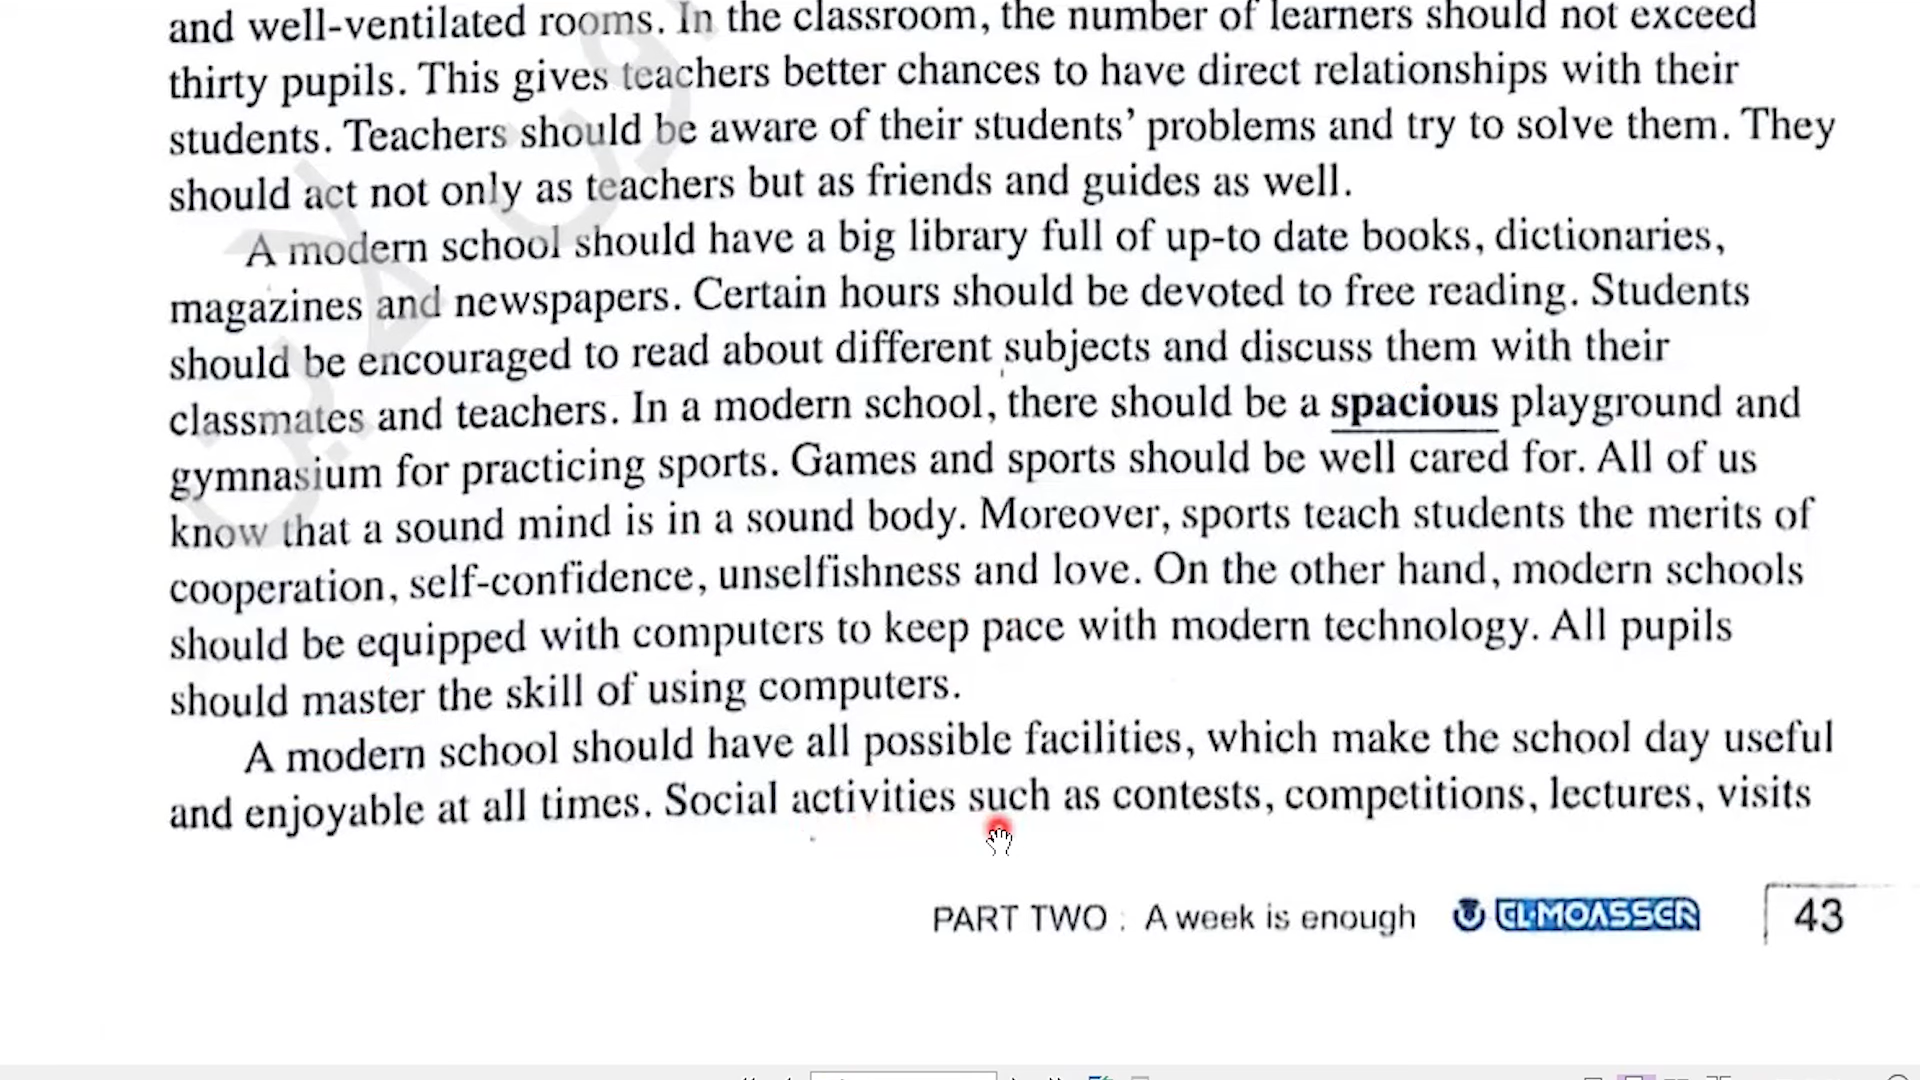 and well-ventilated rooms. In the classroom, the number of learners should not exceed
thirty pupils. This gives teachers better chances to have direct relationships with their
students. Teachers should be aware of their students' problems and try to solve them. They
should act not only as teachers but as friends and guides as well.
A modern school should have a big library full of up-to date books, dictionaries,
magazines and newspapers. Certain hours should be devoted to free reading. Students
should be encouraged to read about different subjects and discuss them with their
classmates and teachers. In a modern school, there should be a spacious playground and
gymnasium for practicing sports. Games and sports should be well cared for. All of us
know that a sound mind is in a sound body. Moreover, sports teach students the merits of
cooperation, self-confidence, unselfishness and love. On the other hand, modern schools
should be equipped with computers to keep pace with modern technology. All pupils
should master the skill of using computers.
A modern school should have all possible facilities, which make the school day useful
and enjoyable at all times. Social activities such as contests, competitions, lectures, visits
PART TWO : A week is enough EL-MOASSER 43